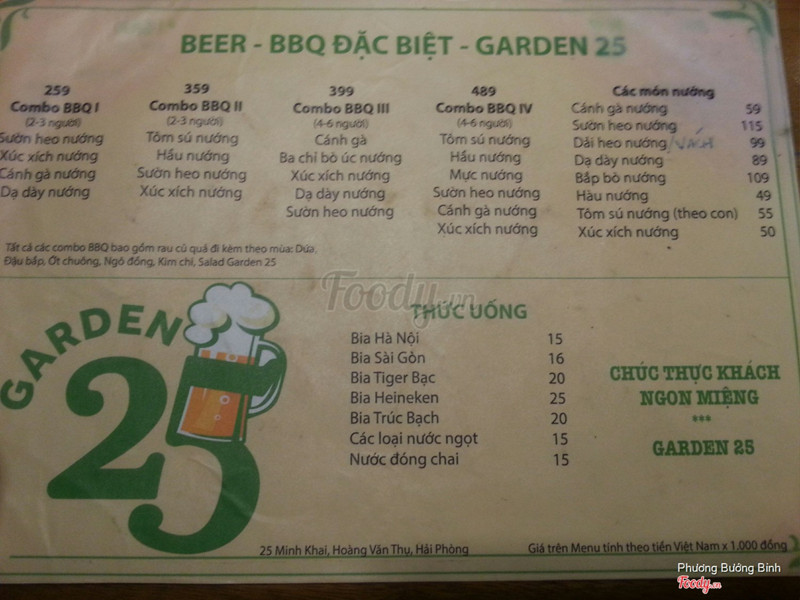 BEER - BBQ ĐẶC BIỆT - GARDEN 25
259
Combo BBQ I
(2-3 người)
Sườn heo nướng
Xúc xích nướng
Cánh gà nướng
Dạ dày nướng
359
Combo BBQ II
(2-3 người)
Tôm sú nướng
Hẩu nướng
Sườn heo nướng
Xúc xích nướng
399
Combo BBQ III
(4-6 người)
Cánh gà
Ba chỉ bò úc nướng
Xúc xích nướng
Dạ dày nướng
Sườn heo nướng
489
Combo BBQ IV
(4-6 người)
Tôm sú nướng
Hẩu nướng
Mực nướng
Sườn heo nướng
Cánh gà nướng
Xúc xích nướng
Các món nướng
Cánh gà nướng 59
Sườn heo nướng 115
Dải heo nướng 99
Dạ dày nướng 89
Bắp bò nướng 109
Hàu nướng 49
Tôm sú nướng (theo con) 55
Xúc xích nướng 50
Tất cả các combo BBQ bao gồm rau củ quả đi kèm theo mùa: Dứa,
Đậu bắp, Ớt chuông, Ngô đồng, Kim chi, Salad Garden 25
Foody.vn
GARDEN
25
THỨC UỐNG
Bia Hà Nội 15
Bia Sài Gòn 16
Bia Tiger Bạc 20
Bia Heineken 25
Bia Trúc Bạch 20
Các loại nước ngọt 15
Nước đóng chai 15
CHÚC THỰC KHÁCH
NGON MIỆNG
***
GARDEN 25
25 Minh Khai, Hoàng Văn Thụ, Hải Phòng
Giá trên Menu tính theo tiền Việt Nam x 1.000 đồng
Phương Bưởng Bình
Foody.vn